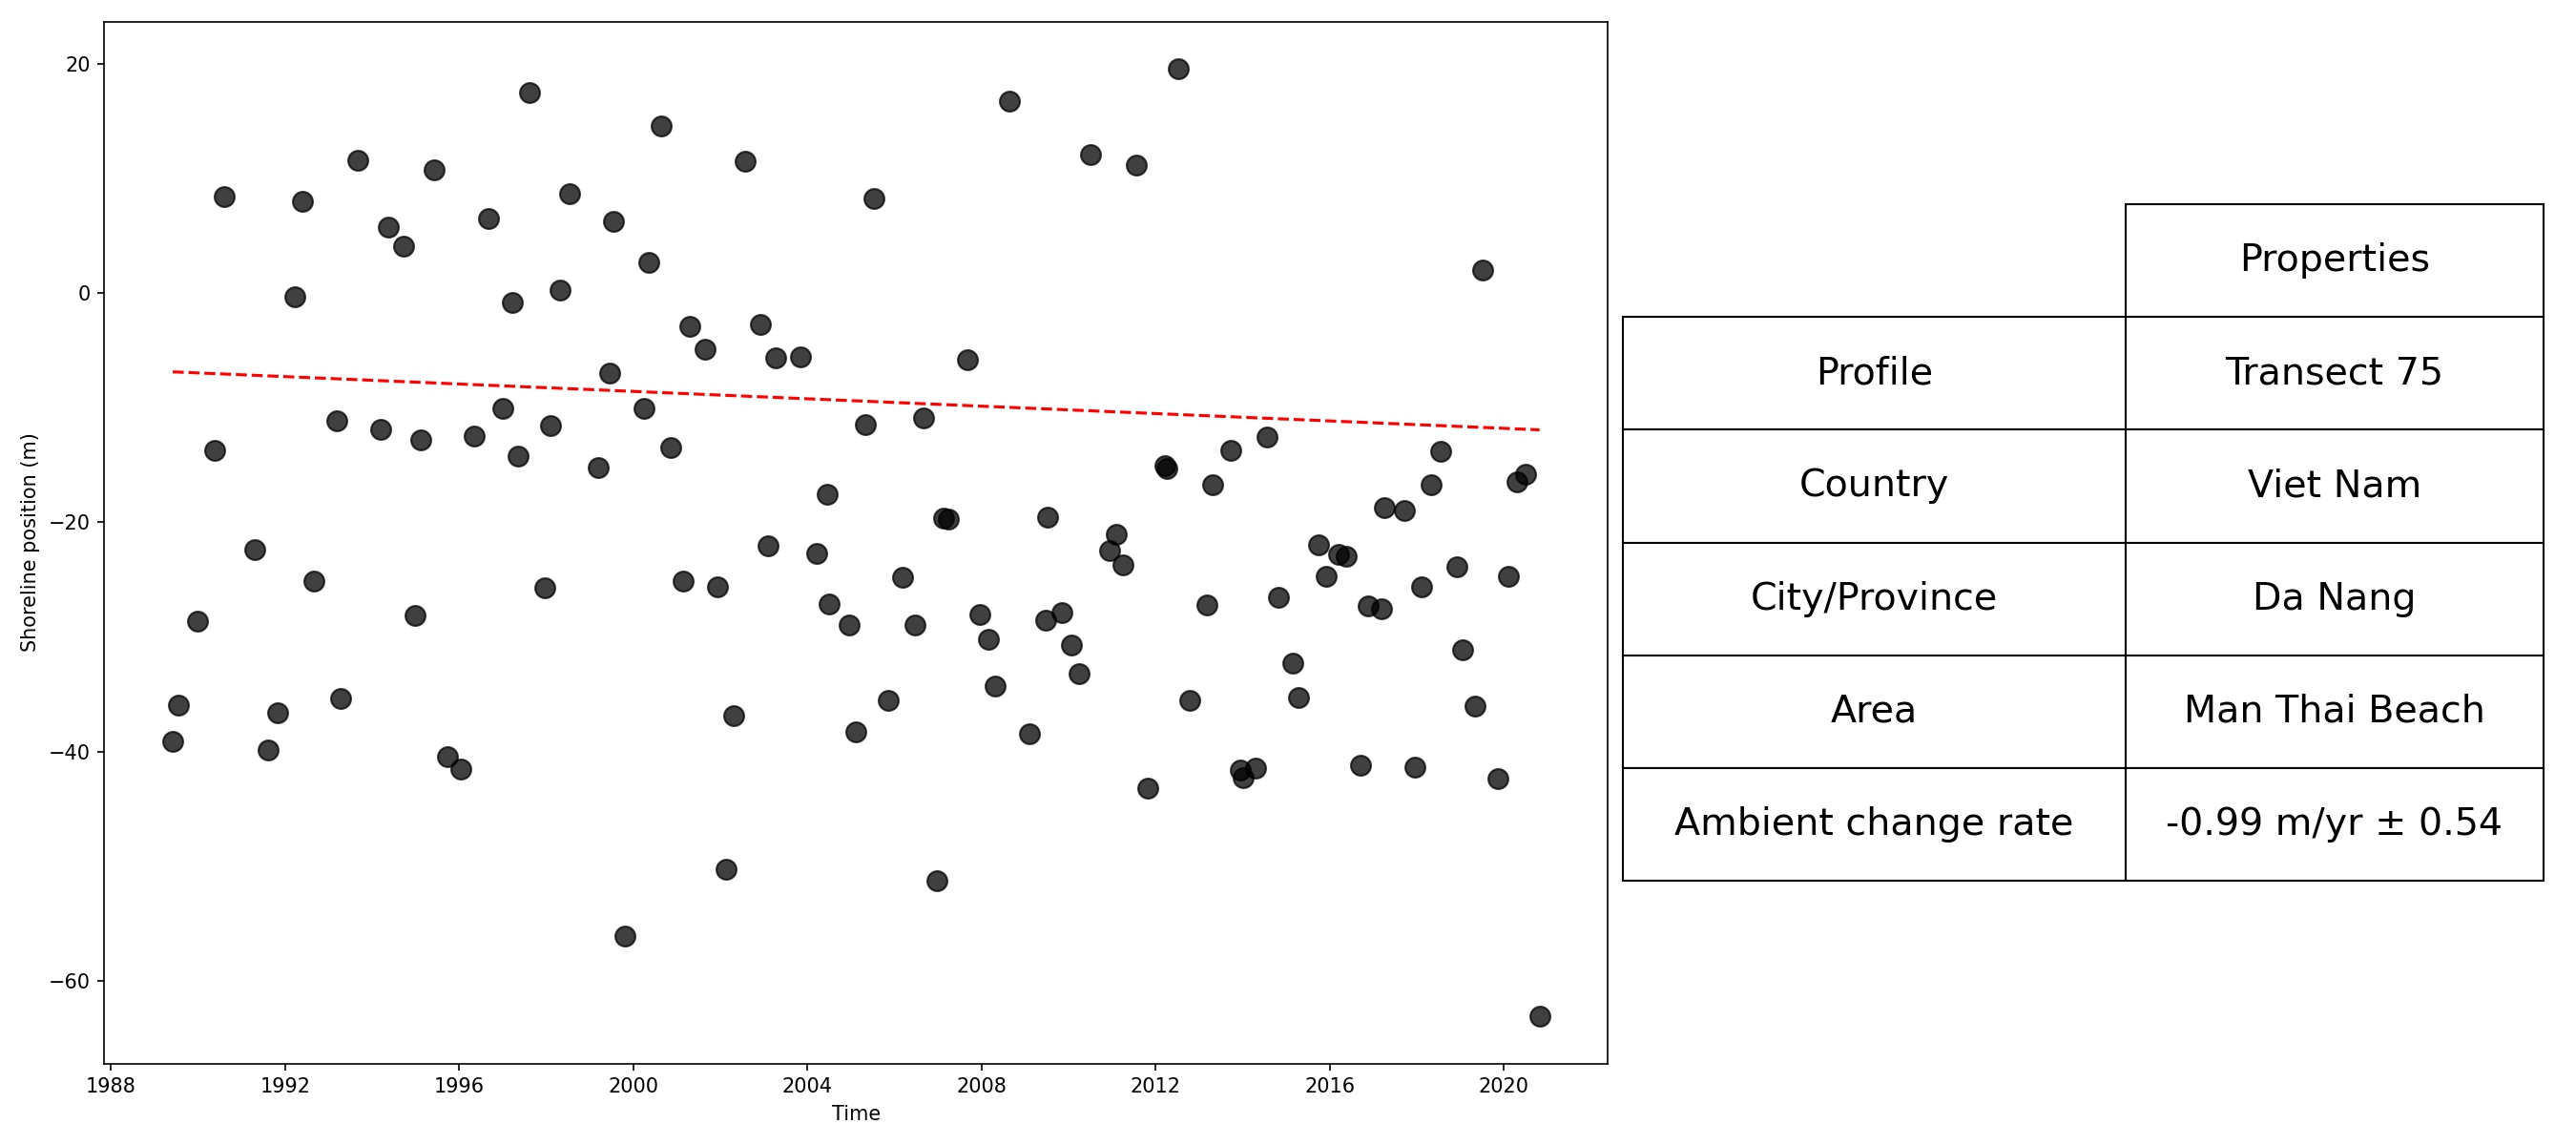 20
0
−20
−40
−60
Shoreline position (m)
1988 1992 1996 2000 2004 2008 2012 2016 2020
Time
Properties
Profile Transect 75
Country Viet Nam
City/Province Da Nang
Area Man Thai Beach
Ambient change rate -0.99 m/yr ± 0.54